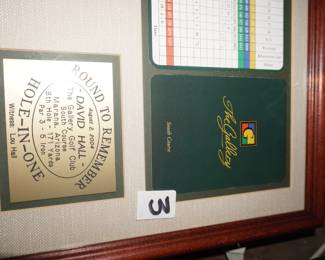 ROUND TO REMEMBER
August 2, 2004
DAVID HALL
The Gallery Golf Club
South Course
Marana, Arizona
8th Hole - 17 Yards
Par 3 - 5 Iron
HOLE-IN-ONE
Witness: Lou Hall
The Gallery
South Course
3